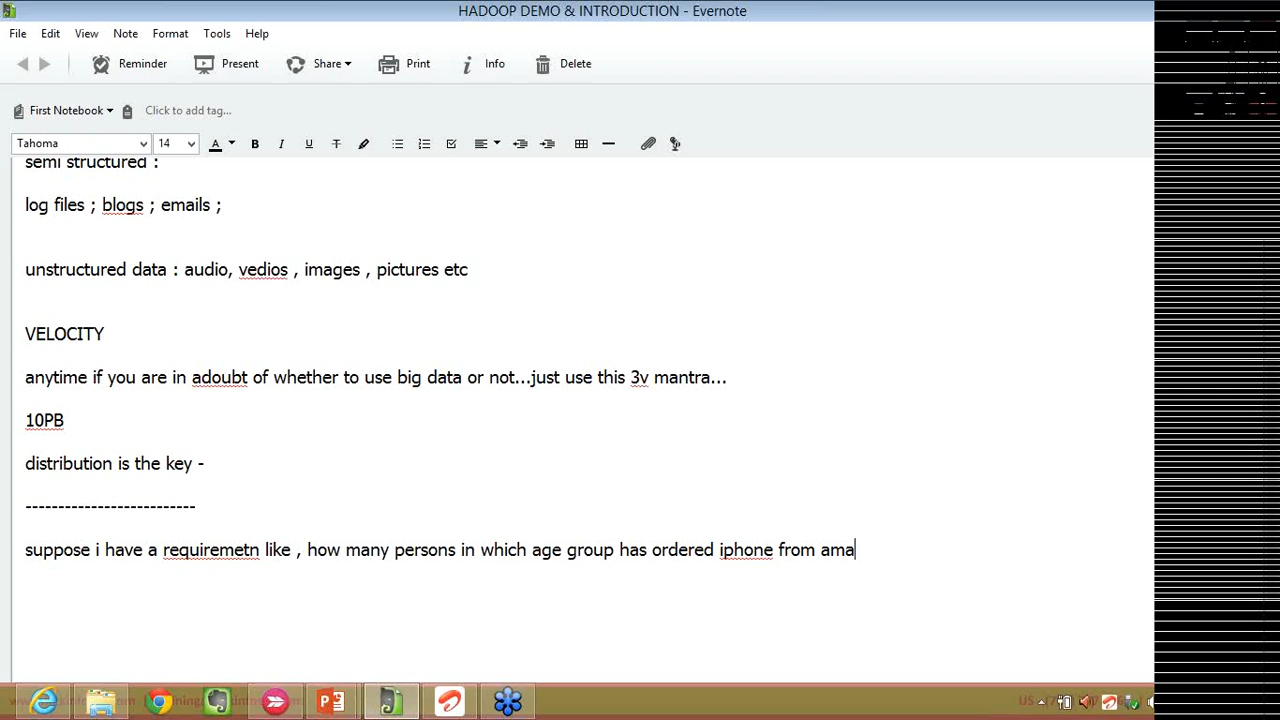 HADOOP DEMO & INTRODUCTION - Evernote
File Edit View Note Format Tools Help
Reminder Present Share Print Info Delete
First Notebook Click to add tag...
Tahoma 14 A B I U T
semi structured :
log files ; blogs ; emails ;
unstructured data : audio, vedios , images , pictures etc
VELOCITY
anytime if you are in adoubt of whether to use big data or not...just use this 3v mantra...
10PB
distribution is the key -
--------------------------
suppose i have a requiremetn like , how many persons in which age group has ordered iphone from ama
US